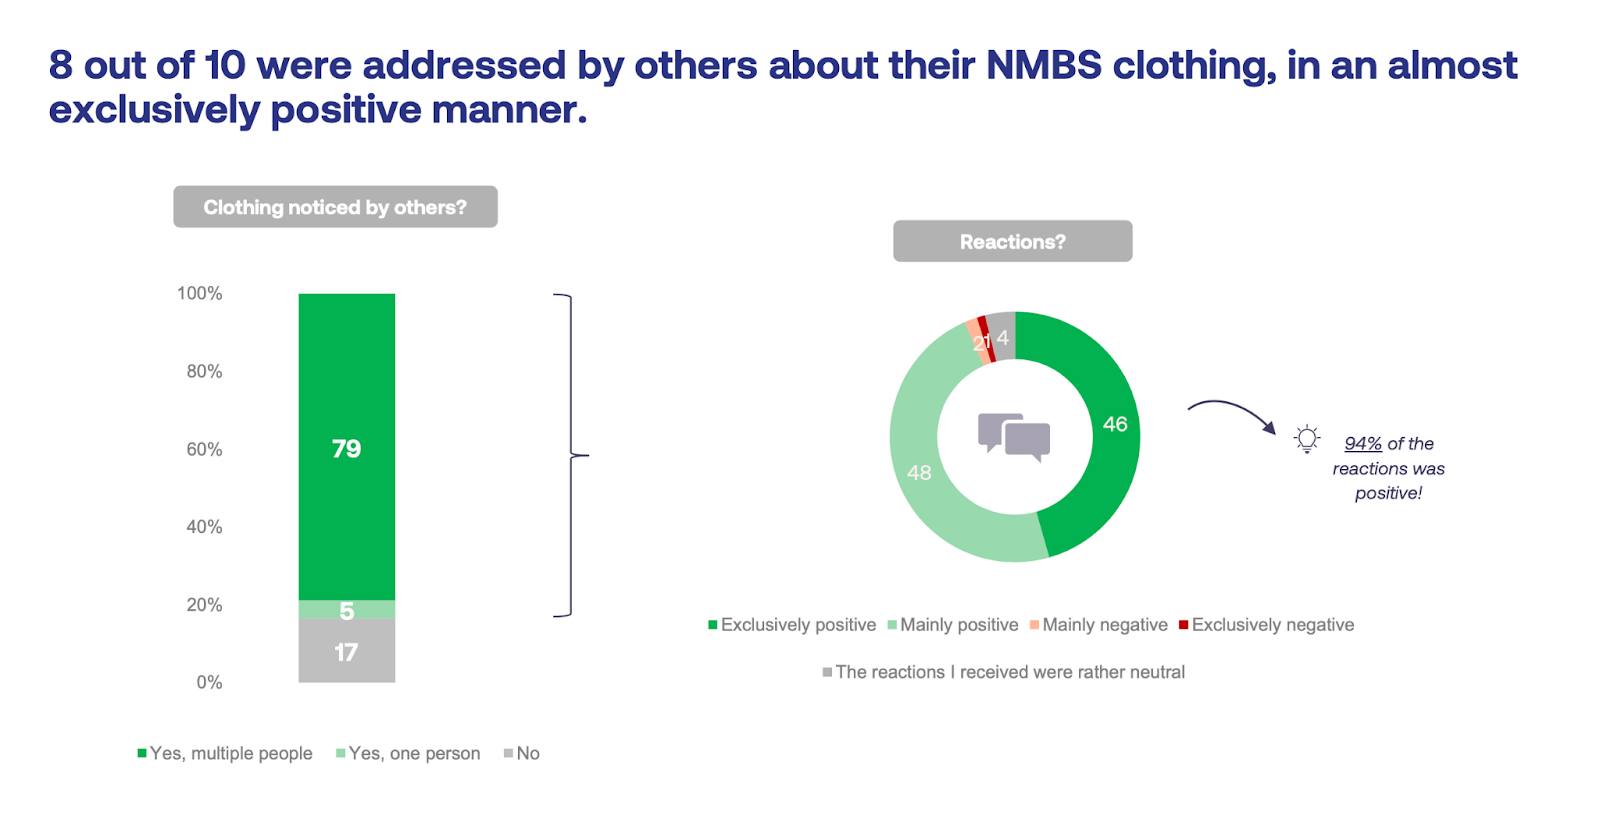 8 out of 10 were addressed by others about their NMBS clothing, in an almost
exclusively positive manner.
Clothing noticed by others?
100%
80%
60%
40%
20%
0%
79
5
17
Yes, multiple people
Yes, one person
No
Reactions?
46
48
2
1
4
Exclusively positive
Mainly positive
Mainly negative
Exclusively negative
The reactions I received were rather neutral
94% of the
reactions was
positive!